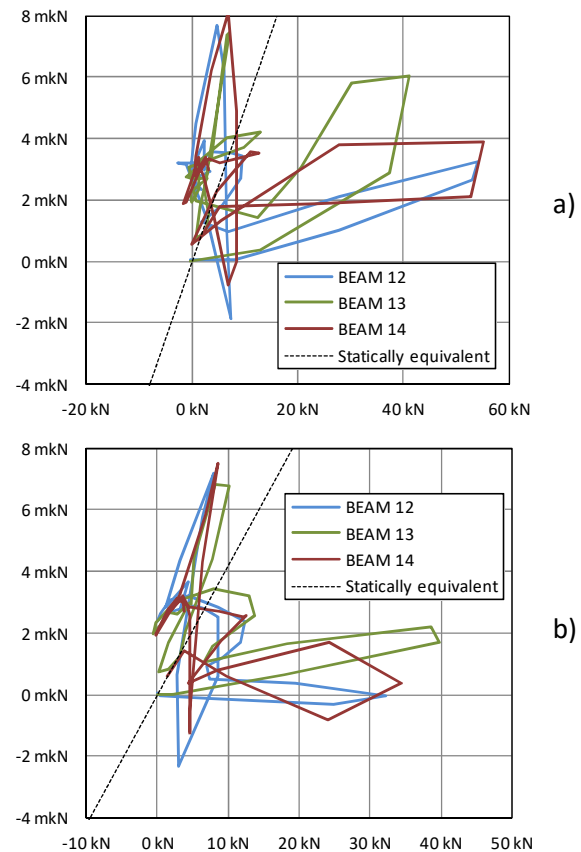 8 mkN
6 mkN
4 mkN
2 mkN
0 mkN
-2 mkN
-4 mkN
-20 kN 0 kN 20 kN 40 kN 60 kN
BEAM 12
BEAM 13
BEAM 14
Statically equivalent
a)
8 mkN
6 mkN
4 mkN
2 mkN
0 mkN
-2 mkN
-4 mkN
-10 kN 0 kN 10 kN 20 kN 30 kN 40 kN 50 kN
BEAM 12
BEAM 13
BEAM 14
Statically equivalent
b)